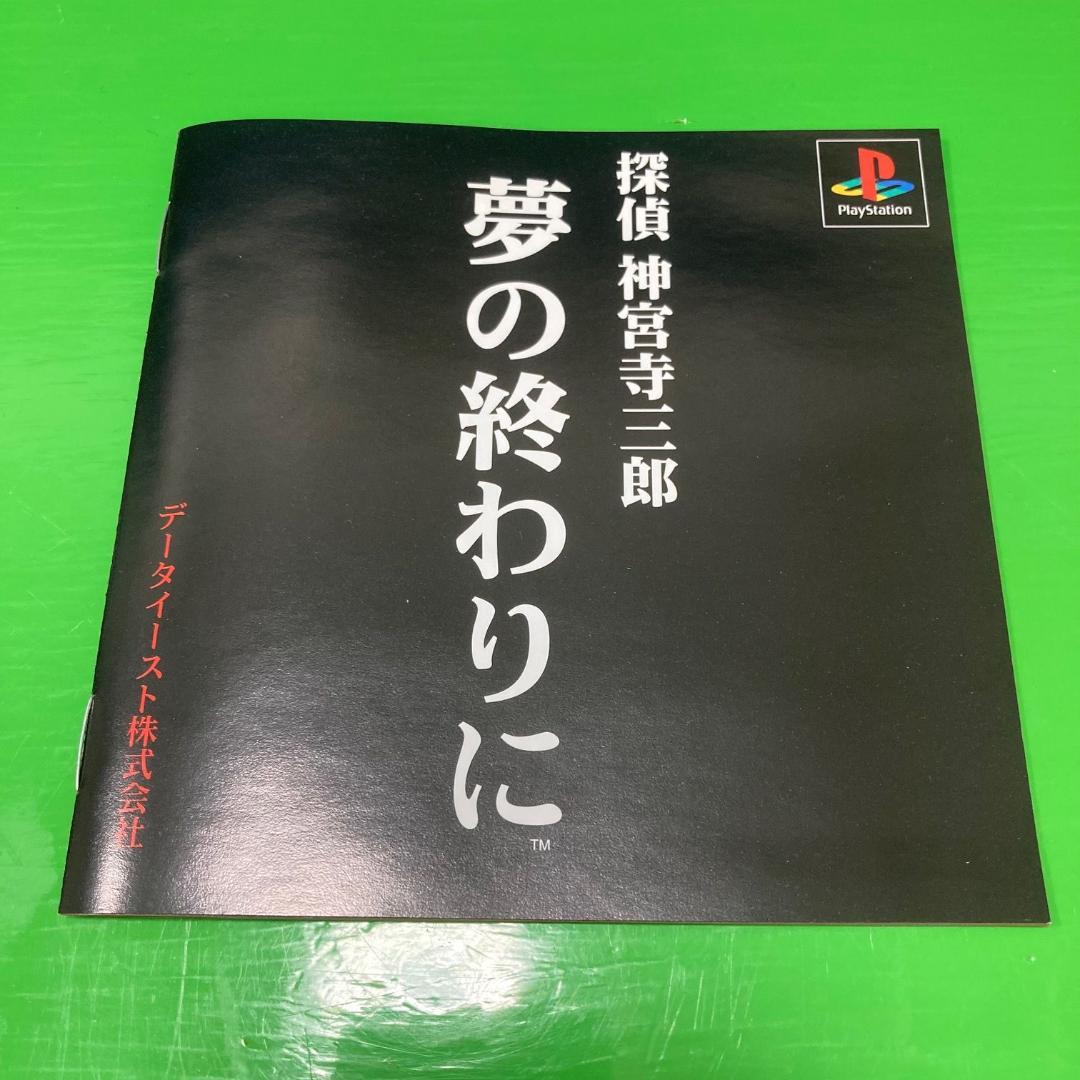 探偵 神宮寺三郎
夢の終わりに
TM
PlayStation
データイースト株式会社